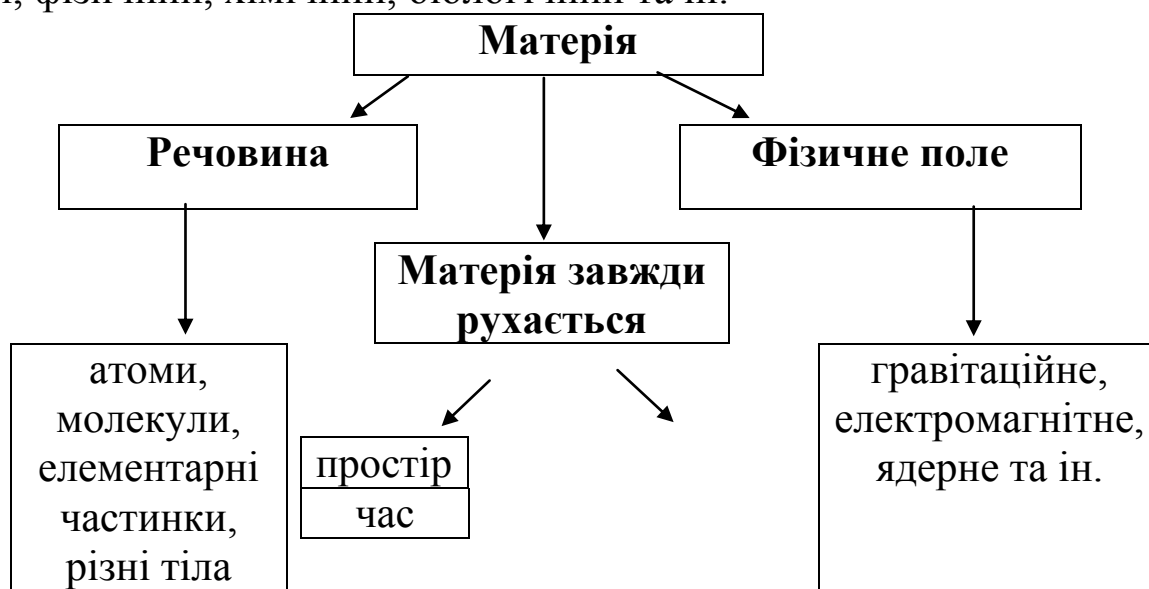 Матерія
Речовина
Фізичне поле
Матерія завжди
рухається
атоми,
молекули,
елементарні
частинки,
різні тіла
простір
час
гравітаційне,
електромагнітне,
ядерне та ін.